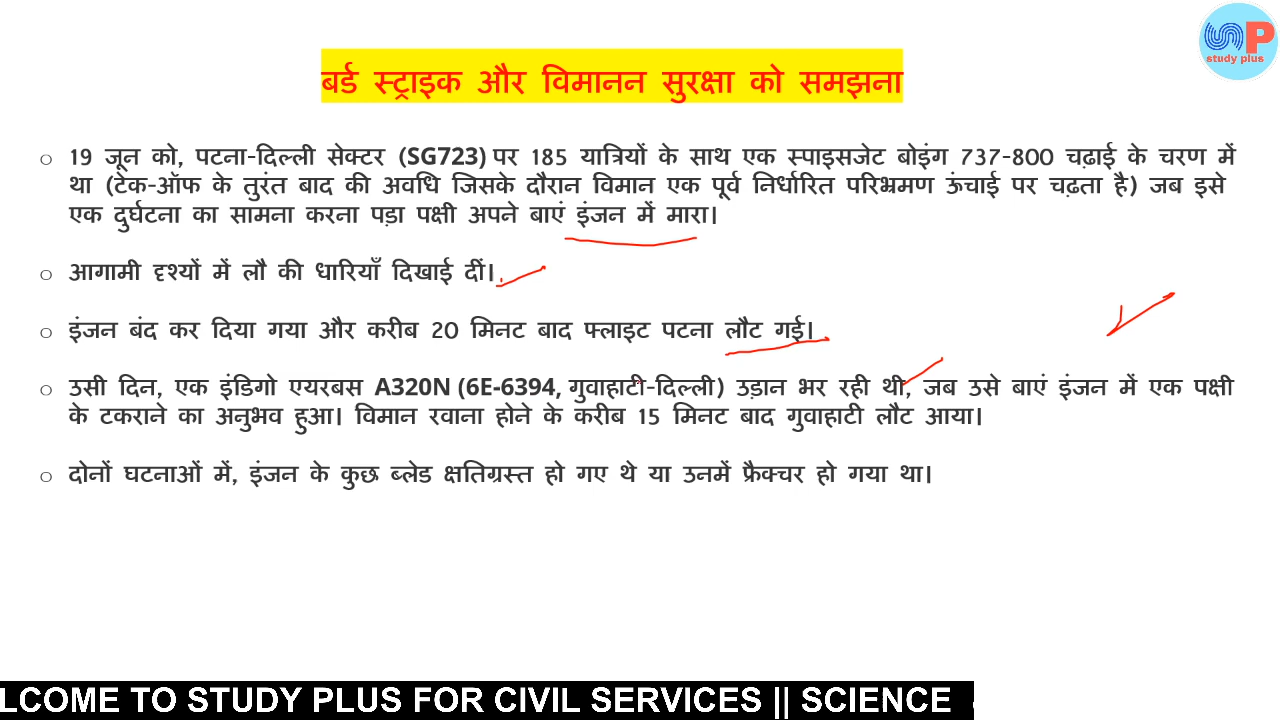 SP
study plus
बर्ड स्ट्राइक और विमानन सुरक्षा को समझना
○ 19 जून को, पटना-दिल्ली सेक्टर (SG723) पर 185 यात्रियों के साथ एक स्पाइसजेट बोइंग 737-800 चढ़ाई के चरण में
था (टेक-ऑफ के तुरंत बाद की अवधि जिसके दौरान विमान एक पूर्व निर्धारित परिभ्रमण ऊंचाई पर चढ़ता है) जब इसे
एक दुर्घटना का सामना करना पड़ा पक्षी अपने बाएं इंजन में मारा।
○ आगामी दृश्यों में लौ की धारियाँ दिखाई दीं।
○ इंजन बंद कर दिया गया और करीब 20 मिनट बाद फ्लाइट पटना लौट गई।
○ उसी दिन, एक इंडिगो एयरबस A320N (6E-6394, गुवाहाटी-दिल्ली) उड़ान भर रही थी, जब उसे बाएं इंजन में एक पक्षी
के टकराने का अनुभव हुआ। विमान रवाना होने के करीब 15 मिनट बाद गुवाहाटी लौट आया।
○ दोनों घटनाओं में, इंजन के कुछ ब्लेड क्षतिग्रस्त हो गए थे या उनमें फ्रैक्चर हो गया था।
LCOME TO STUDY PLUS FOR CIVIL SERVICES || SCIENCE